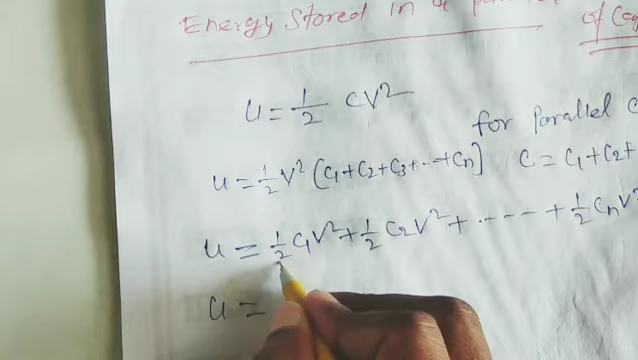 Energy Stored in a
of
U = 1/2 CV²
for parallel C
U = 1/2 V² (C1+C2+C3+...+Cn] C = C1+C2+
U = 1/2 C1V² + 1/2 C2V² + ..... + 1/2 CnV²
U =